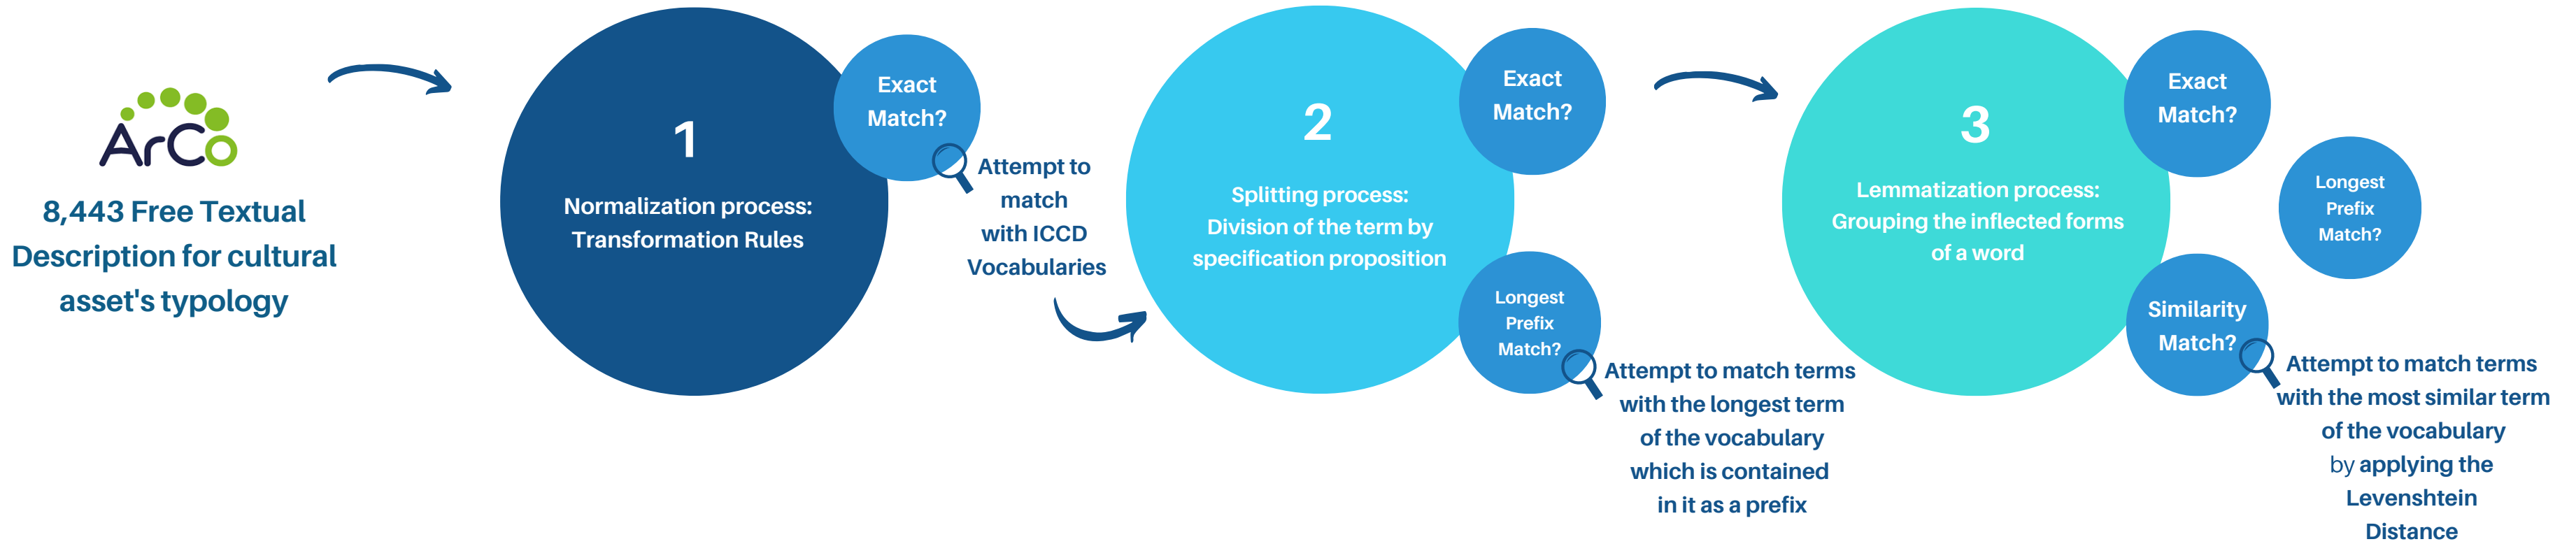 ArCo
8,443 Free Textual
Description for cultural
asset's typology
1
Normalization process:
Transformation Rules
Exact
Match?
Attempt to
match
with ICCD
Vocabularies
2
Splitting process:
Division of the term by
specification proposition
Exact
Match?
Longest
Prefix
Match?
Attempt to match terms
with the longest term
of the vocabulary
which is contained
in it as a prefix
3
Lemmatization process:
Grouping the inflected forms
of a word
Exact
Match?
Longest
Prefix
Match?
Similarity
Match?
Attempt to match terms
with the most similar term
of the vocabulary
by applying the
Levenshtein
Distance